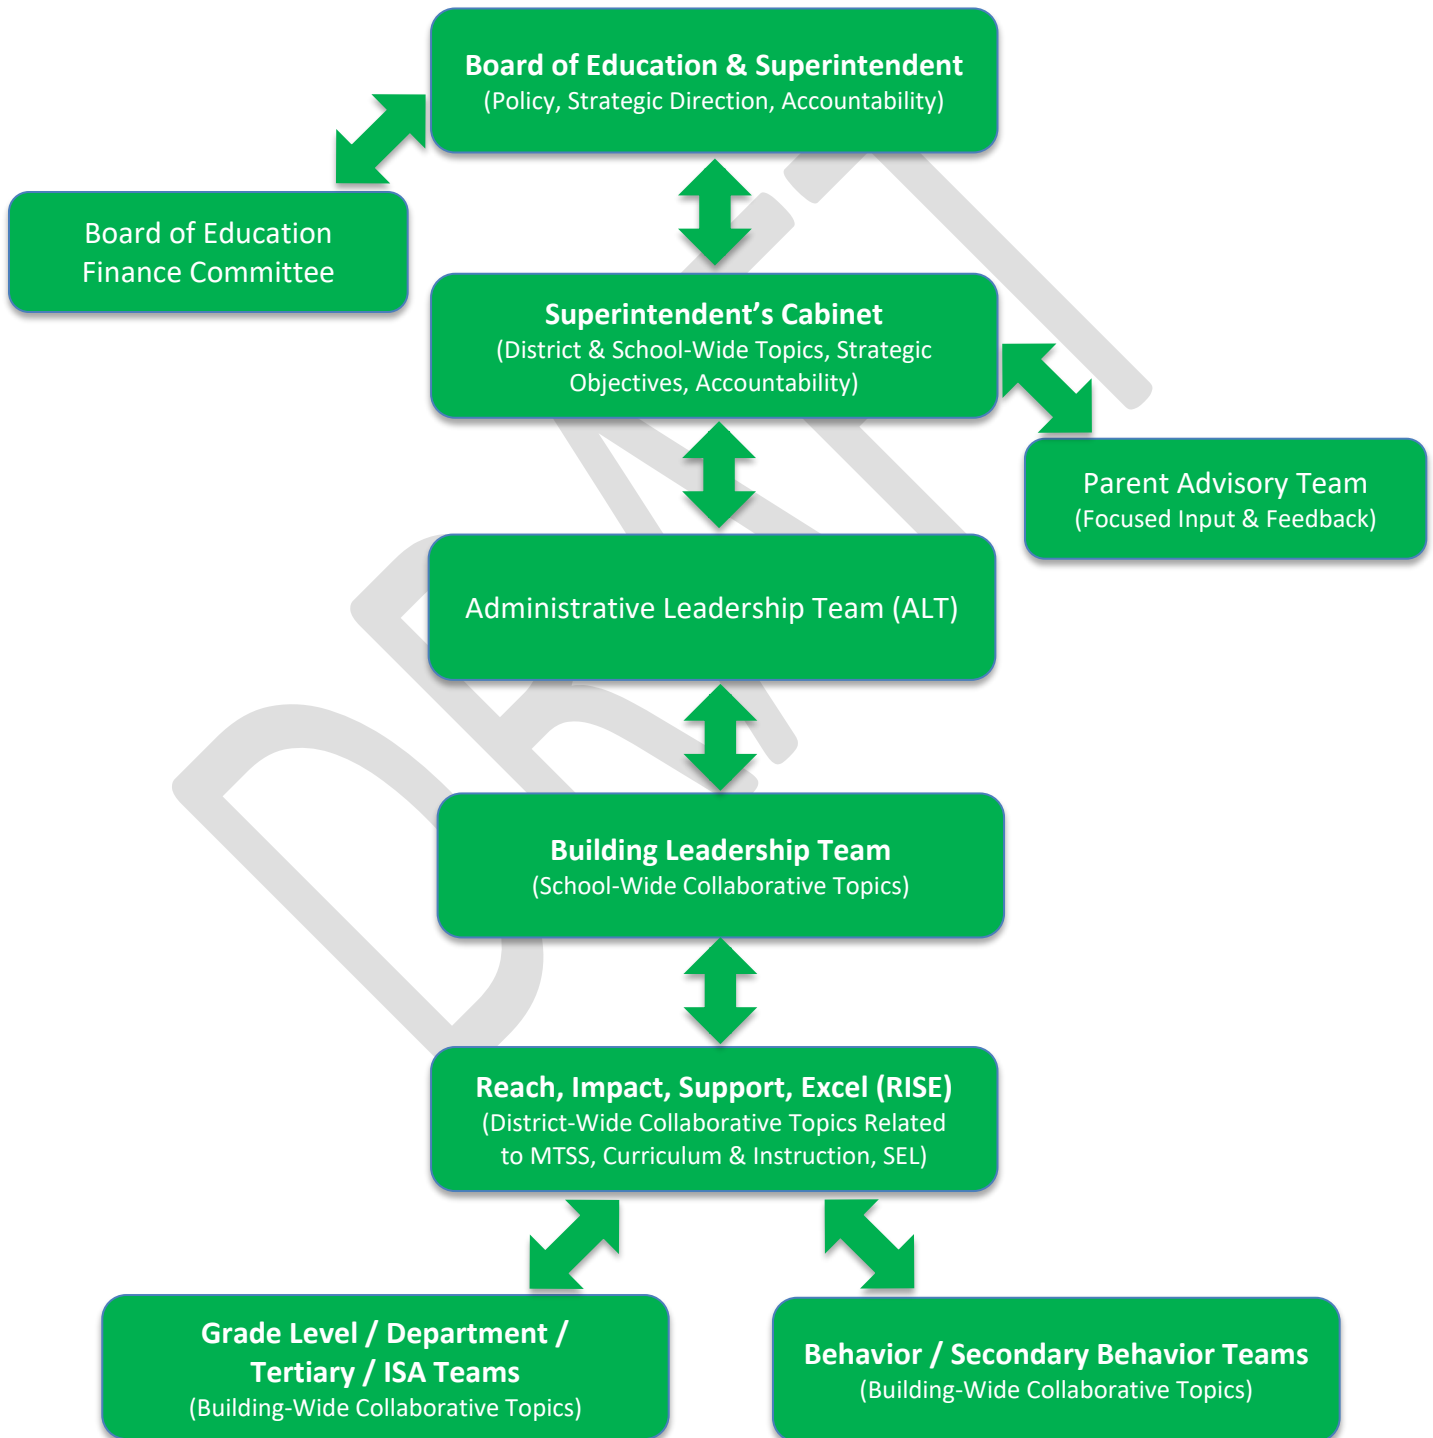 Board of Education & Superintendent
(Policy, Strategic Direction, Accountability)
Board of Education
Finance Committee
Superintendent’s Cabinet
(District & School-Wide Topics, Strategic
Objectives, Accountability)
Parent Advisory Team
(Focused Input & Feedback)
Administrative Leadership Team (ALT)
Building Leadership Team
(School-Wide Collaborative Topics)
Reach, Impact, Support, Excel (RISE)
(District-Wide Collaborative Topics Related
to MTSS, Curriculum & Instruction, SEL)
Grade Level / Department /
Tertiary / ISA Teams
(Building-Wide Collaborative Topics)
Behavior / Secondary Behavior Teams
(Building-Wide Collaborative Topics)
DRAFT